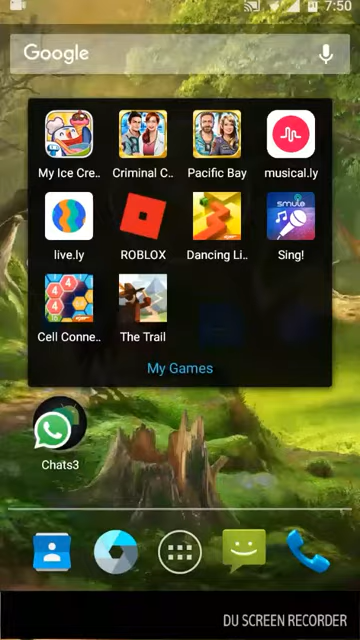 7:50
Google
My Ice Cre..
Criminal C..
Pacific Bay
musical.ly
live.ly
ROBLOX
Dancing Li..
smule
Sing!
Cell Conne..
The Trail
My Games
Chats3
DU SCREEN RECORDER